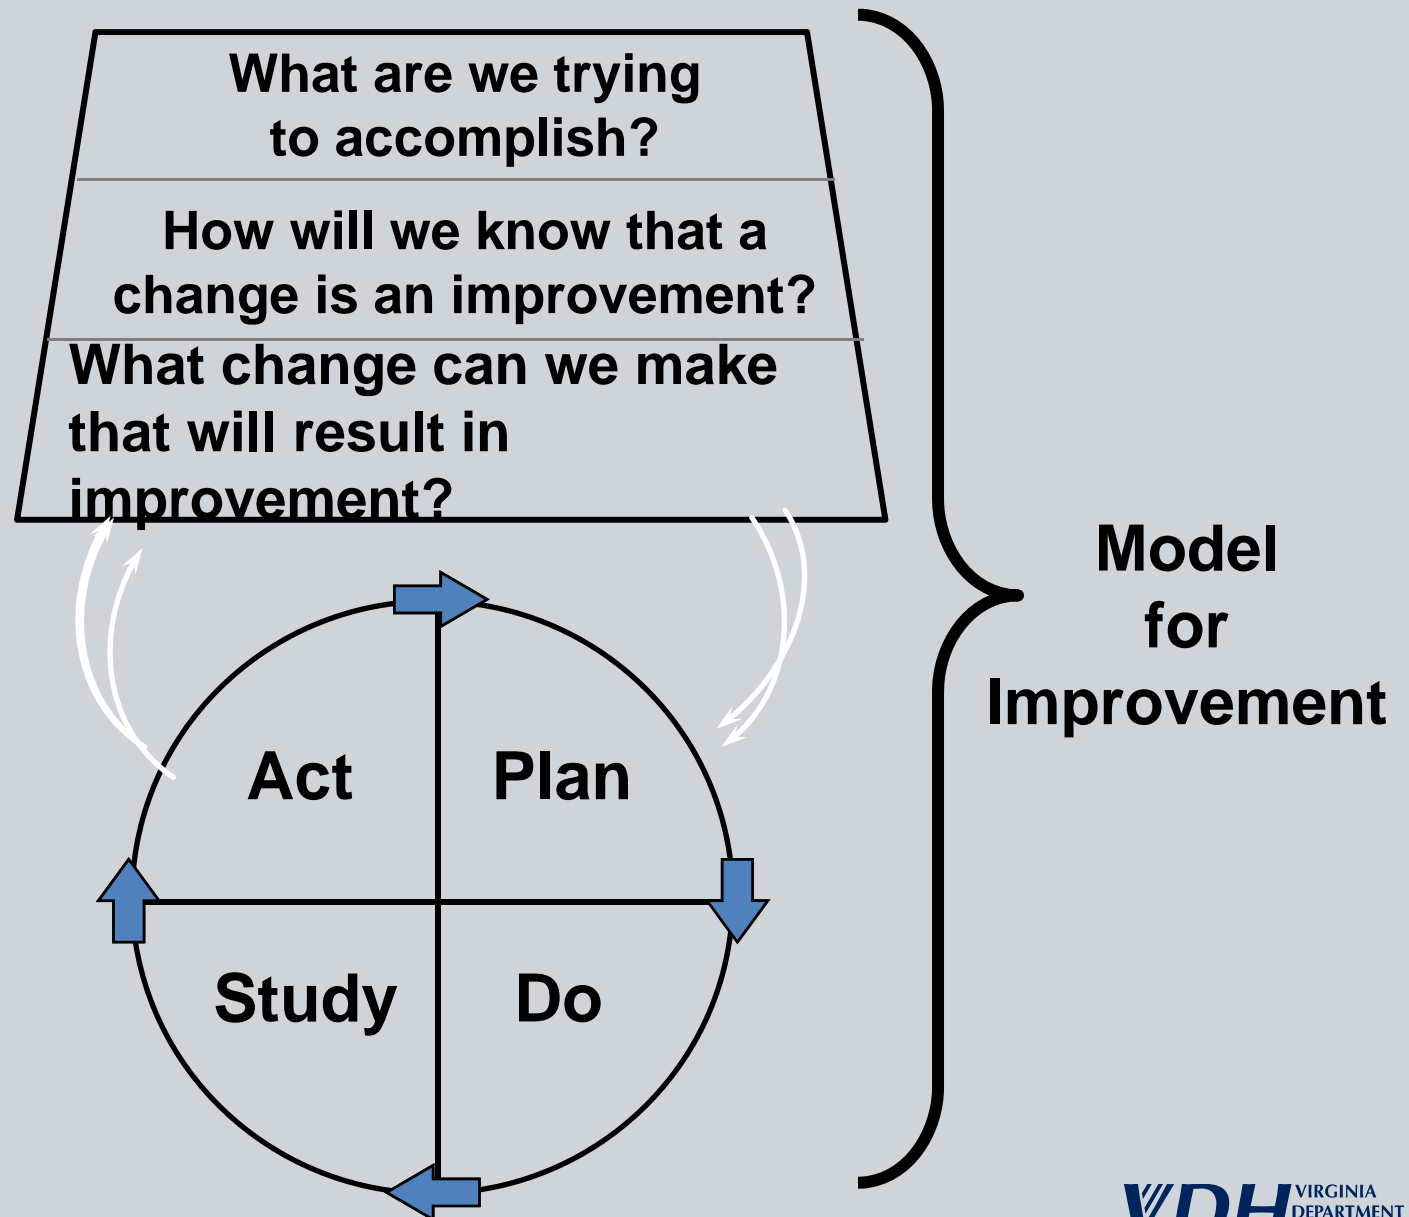 What are we trying
to accomplish?
How will we know that a
change is an improvement?
What change can we make
that will result in
improvement?
Model
for
Improvement
Act
Plan
Study
Do
VDH
VIRGINIA
DEPARTMENT